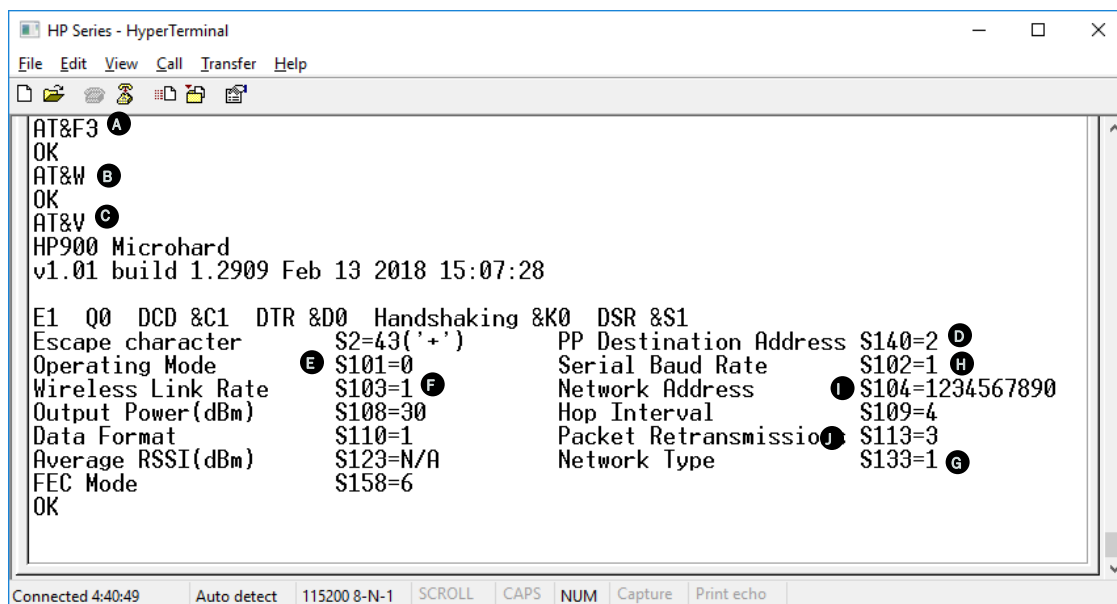 HP Series - HyperTerminal
File Edit View Call Transfer Help
AT&F3 A
OK
AT&W B
OK
AT&V C
HP900 Microhard
v1.01 build 1.2909 Feb 13 2018 15:07:28
E1 Q0 DCD &C1 DTR &D0 Handshaking &K0 DSR &S1
Escape character S2=43('+') PP Destination Address S140=2 D
Operating Mode E S101=0 Serial Baud Rate S102=1 H
Wireless Link Rate S103=1 F Network Address I S104=1234567890
Output Power(dBm) S108=30 Hop Interval S109=4
Data Format S110=1 Packet Retransmission J S113=3
Average RSSI(dBm) S123=N/A Network Type S133=1 G
FEC Mode S158=6
OK
Connected 4:40:49 Auto detect 115200 8-N-1 SCROLL CAPS NUM Capture Print echo